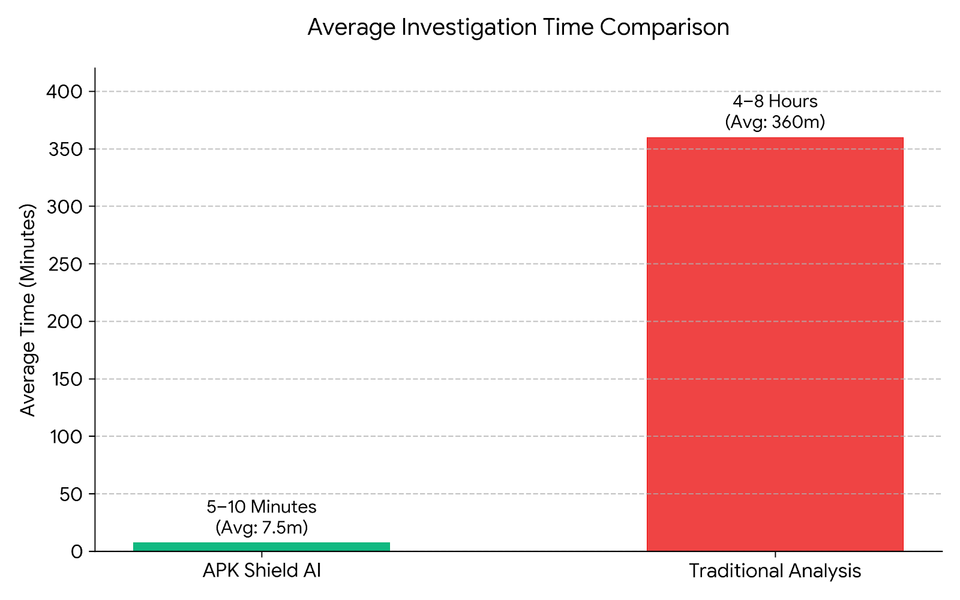 Average Investigation Time Comparison
Average Time (Minutes)
400
350
300
250
200
150
100
50
0
4–8 Hours
(Avg: 360m)
5–10 Minutes
(Avg: 7.5m)
APK Shield AI
Traditional Analysis